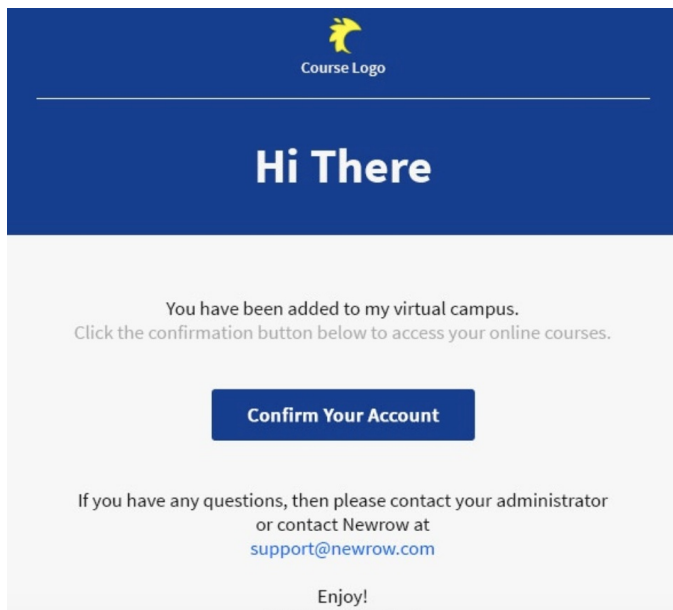 Course Logo
Hi There
You have been added to my virtual campus.
Click the confirmation button below to access your online courses.
Confirm Your Account
If you have any questions, then please contact your administrator
or contact Newrow at
support@newrow.com
Enjoy!